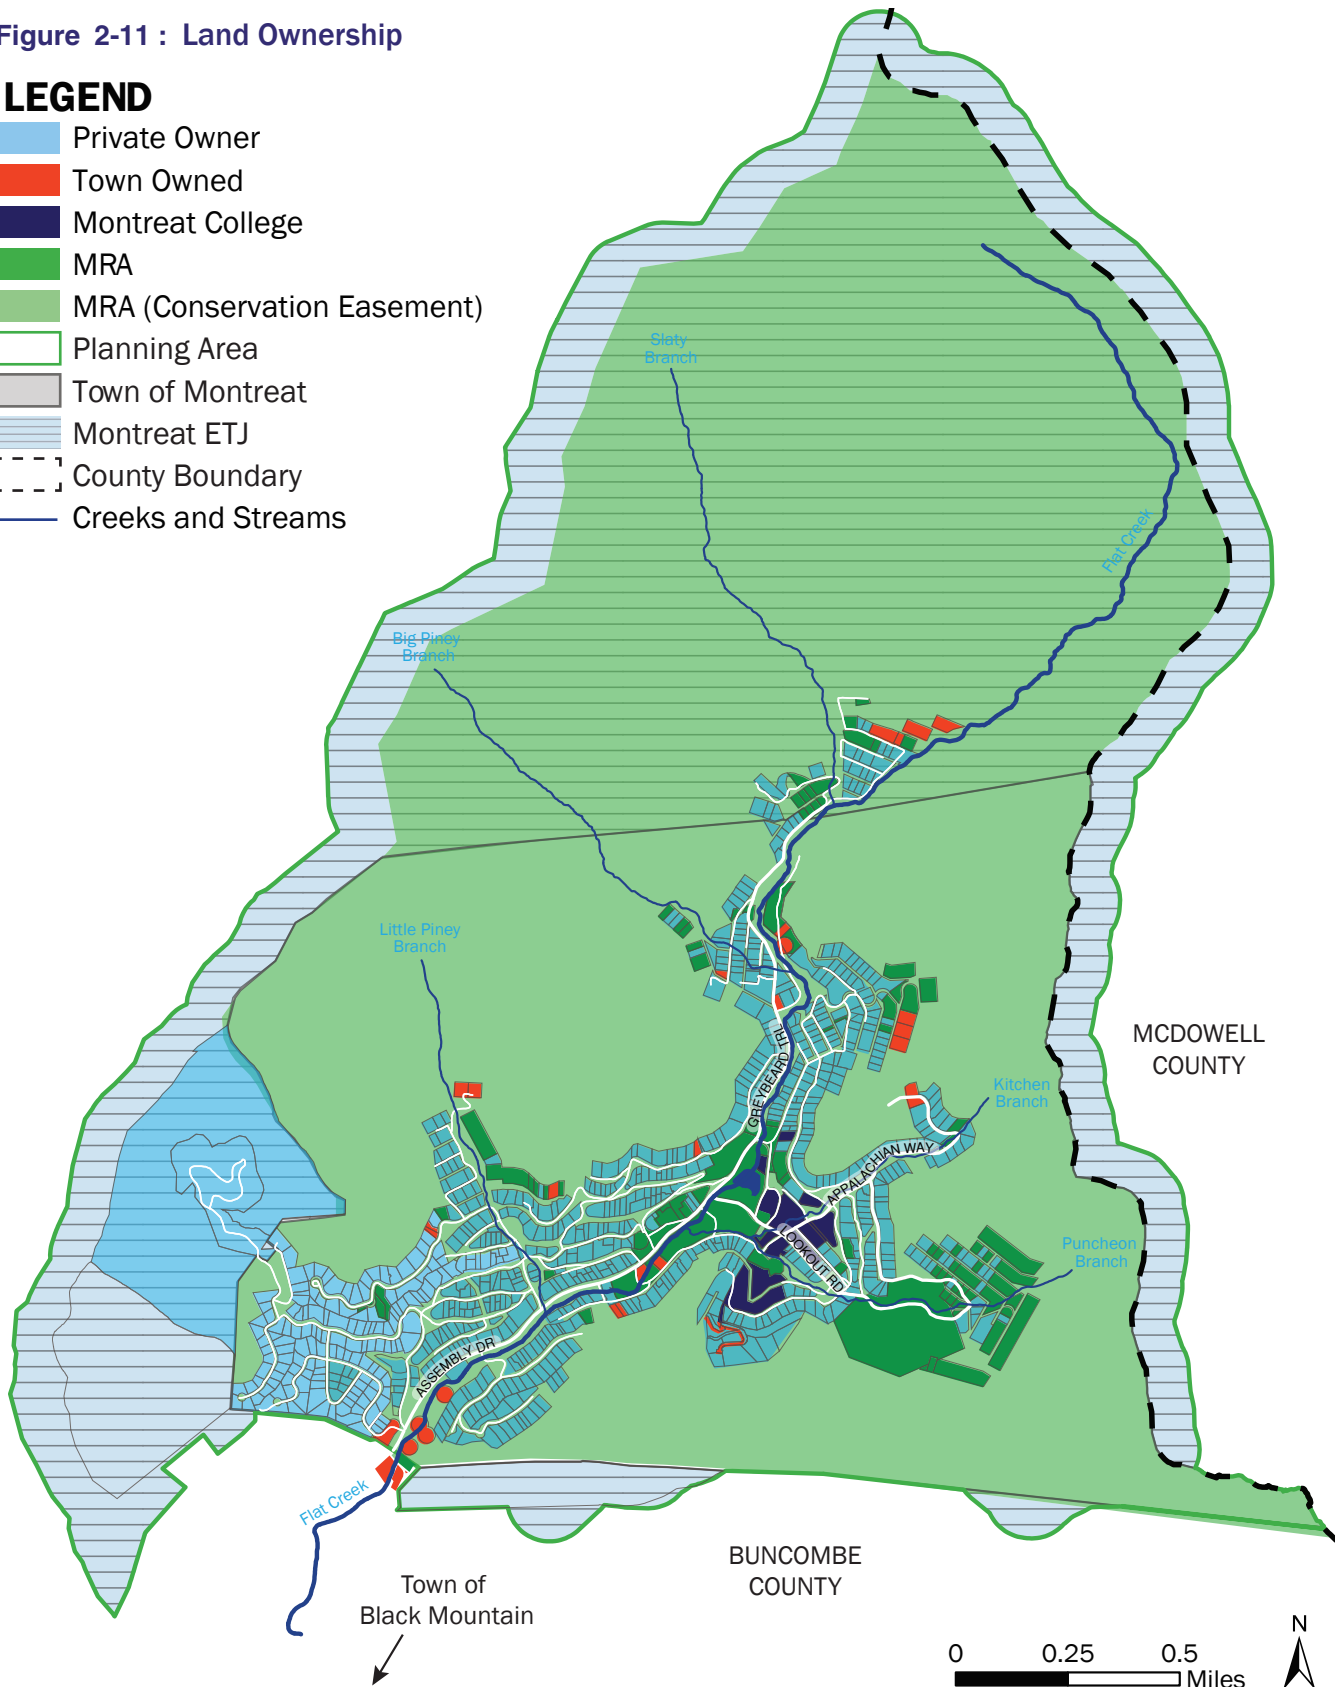 Figure 2-11 : Land Ownership
LEGEND
Private Owner
Town Owned
Montreat College
MRA
MRA (Conservation Easement)
Planning Area
Town of Montreat
Montreat ETJ
County Boundary
Creeks and Streams
Slaty
Branch
Flat Creek
Big Piney
Branch
Little Piney
Branch
MCDOWELL
COUNTY
GREYBEARD TRL
Kitchen
Branch
APPALACHIAN WAY
LOOKOUT RD
Puncheon
Branch
ASSEMBLY DR
Flat Creek
BUNCOMBE
COUNTY
Town of
Black Mountain
N
0 0.25 0.5
Miles